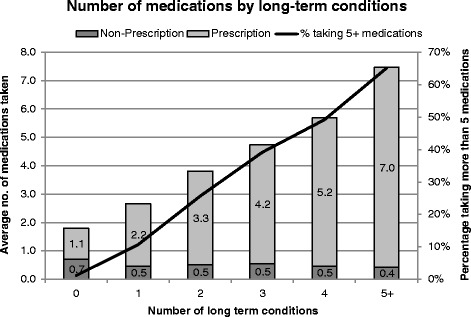 Number of medications by long-term conditions
Non-Prescription Prescription % taking 5+ medications
Average no. of medications taken
8.0
7.0
6.0
5.0
4.0
3.0
2.0
1.0
0.0
1.1 2.2 3.3 4.2 5.2 7.0
0.7 0.5 0.5 0.5 0.5 0.4
70%
60%
50%
40%
30%
20%
10%
0%
Percentage taking more than 5 medications
0 1 2 3 4 5+
Number of long term conditions